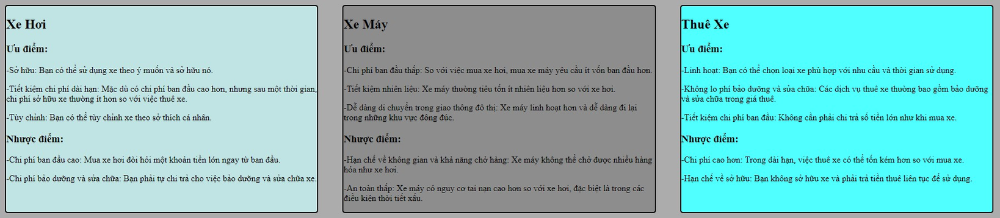 Xe Hơi
Ưu điểm:
-Sở hữu: Bạn có thể sử dụng xe theo ý muốn và sở hữu nó.
-Tiết kiệm chi phí dài hạn: Mặc dù có chi phí ban đầu cao hơn, nhưng sau một thời gian,
chi phí sở hữu xe thường ít hơn so với việc thuê xe.
-Tùy chỉnh: Bạn có thể tùy chỉnh xe theo sở thích cá nhân.
Nhược điểm:
-Chi phí ban đầu cao: Mua xe hơi đòi hỏi một khoản tiền lớn ngay từ ban đầu.
-Chi phí bảo dưỡng và sửa chữa: Bạn phải tự chi trả cho việc bảo dưỡng và sửa chữa xe.
Xe Máy
Ưu điểm:
-Chi phí ban đầu thấp: So với việc mua xe hơi, mua xe máy yêu cầu ít vốn ban đầu hơn.
-Tiết kiệm nhiên liệu: Xe máy thường tiêu tốn ít nhiên liệu hơn so với xe hơi.
-Dễ dàng di chuyển trong giao thông đô thị: Xe máy linh hoạt hơn và dễ dàng đi lại
trong những khu vực đông đúc.
Nhược điểm:
-Hạn chế về không gian và khả năng chở hàng: Xe máy không thể chở được nhiều hàng
hóa như xe hơi.
-An toàn thấp: Xe máy có nguy cơ tai nạn cao hơn so với xe hơi, đặc biệt là trong các
điều kiện thời tiết xấu.
Thuê Xe
Ưu điểm:
-Linh hoạt: Bạn có thể chọn loại xe phù hợp với nhu cầu và thời gian sử dụng.
-Không lo phí bảo dưỡng và sửa chữa: Các dịch vụ thuê xe thường bao gồm bảo dưỡng
và sửa chữa trong giá thuê.
-Tiết kiệm chi phí ban đầu: Không cần phải chi trả số tiền lớn như khi mua xe.
Nhược điểm:
-Chi phí cao hơn: Trong dài hạn, việc thuê xe có thể tốn kém hơn so với mua xe.
-Hạn chế về sở hữu: Bạn không sở hữu xe và phải trả tiền thuê liên tục để sử dụng.